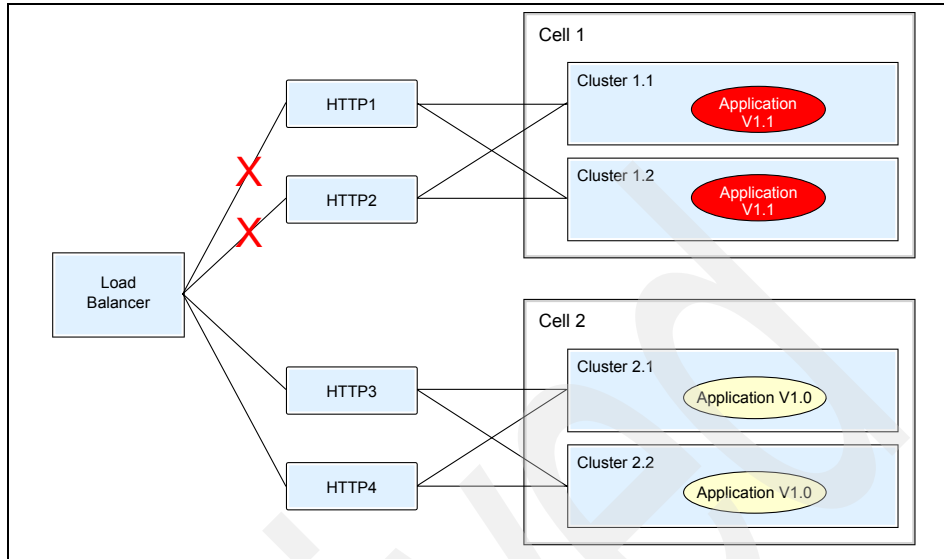 Cell 1
Cluster 1.1
Application
V1.1
HTTP1
Cluster 1.2
Application
V1.1
HTTP2
X
X
Load
Balancer
Cell 2
Cluster 2.1
Application V1.0
HTTP3
Cluster 2.2
Application V1.0
HTTP4